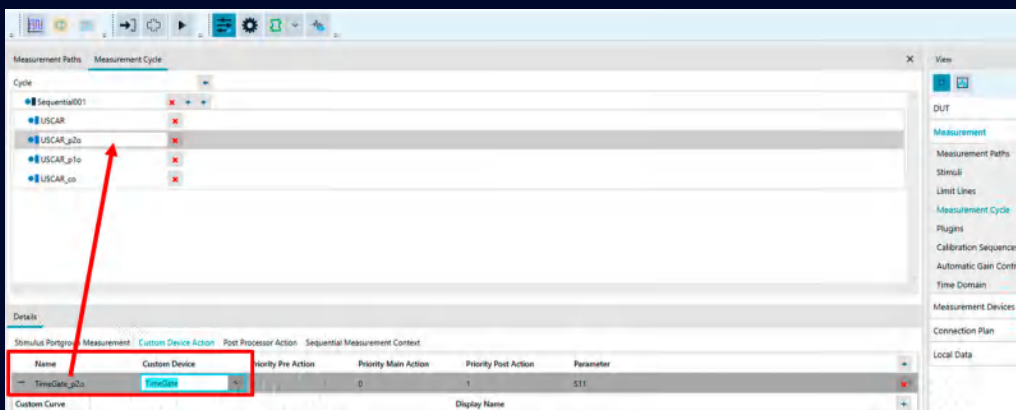 Measurement Paths Measurement Cycle
View
Cycle
Sequential001
DUT
USCAR
Measurement
USCAR_p2o
Measurement Paths
USCAR_p1o
Stimuli
USCAR_co
Limit Lines
Measurement Cycle
Plugins
Calibration Sequences
Automatic Gain Contr
Time Domain
Measurement Devices
Details
Connection Plan
Stimulus Portgroup Measurement Custom Device Action Post Processor Action Sequential Measurement Context
Local Data
Name Custom Device Priority Pre Action Priority Main Action Priority Post Action Parameter
TimeGate_p2o TimeGate 0 1 S11
Custom Curve Display Name